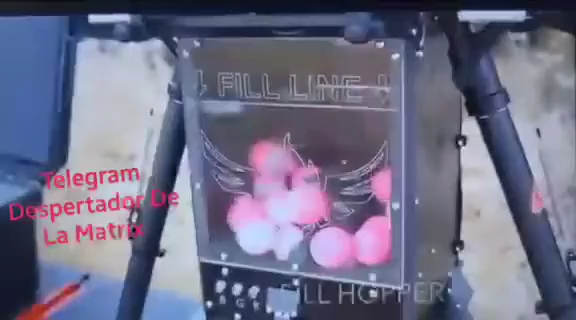 FILL LINE
Telegram
Despertador De
La Matrix
FILL HOPPER